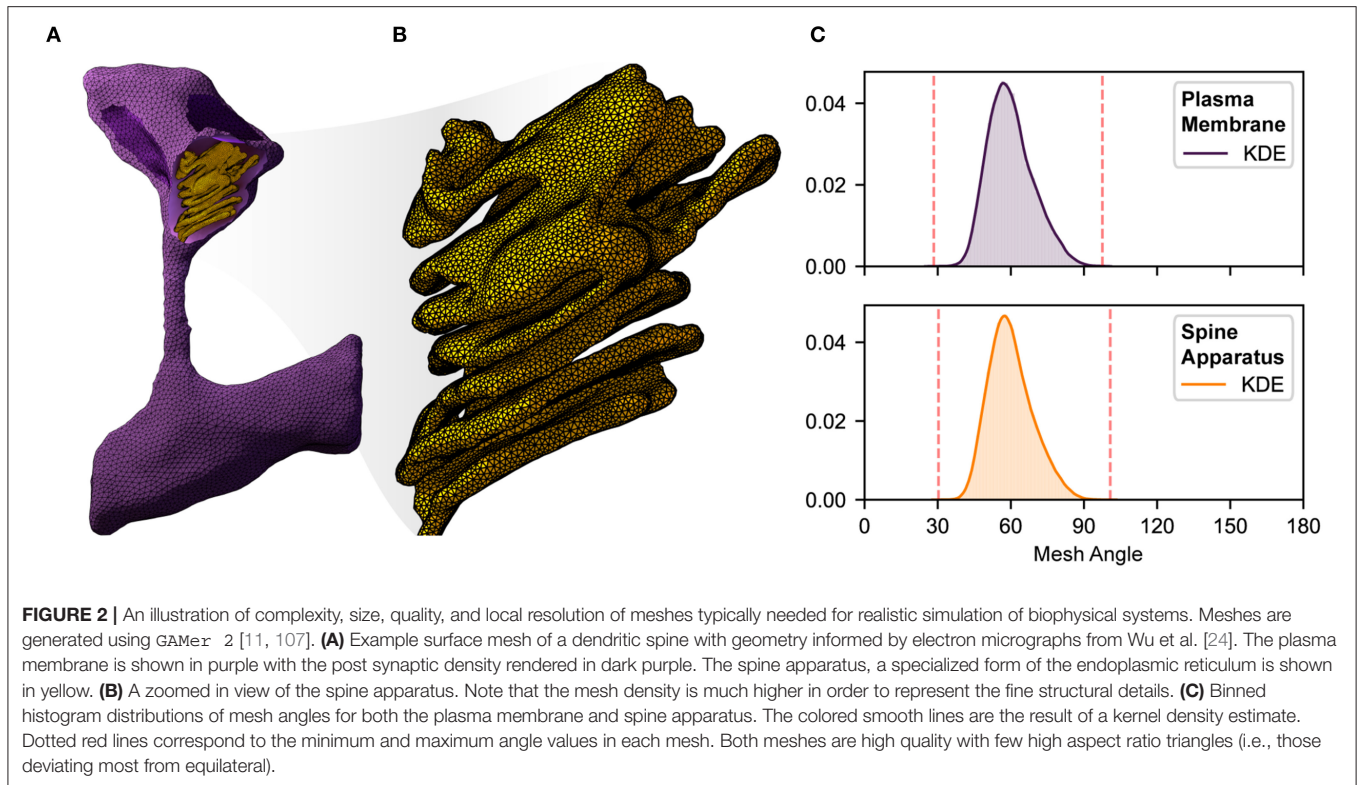 A
B
C
0.04
0.02
0.00
Plasma
Membrane
KDE
0.04
0.02
0.00
Spine
Apparatus
KDE
0 30 60 90 120 150 180
Mesh Angle
FIGURE 2 | An illustration of complexity, size, quality, and local resolution of meshes typically needed for realistic simulation of biophysical systems. Meshes are
generated using GAMer 2 [11, 107]. (A) Example surface mesh of a dendritic spine with geometry informed by electron micrographs from Wu et al. [24]. The plasma
membrane is shown in purple with the post synaptic density rendered in dark purple. The spine apparatus, a specialized form of the endoplasmic reticulum is shown
in yellow. (B) A zoomed in view of the spine apparatus. Note that the mesh density is much higher in order to represent the fine structural details. (C) Binned
histogram distributions of mesh angles for both the plasma membrane and spine apparatus. The colored smooth lines are the result of a kernel density estimate.
Dotted red lines correspond to the minimum and maximum angle values in each mesh. Both meshes are high quality with few high aspect ratio triangles (i.e., those
deviating most from equilateral).